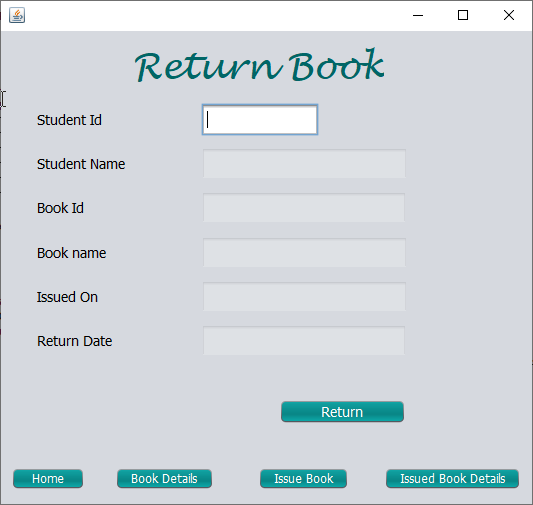 Return Book
Student Id
Student Name
Book Id
Book name
Issued On
Return Date
Return
Home Book Details Issue Book Issued Book Details